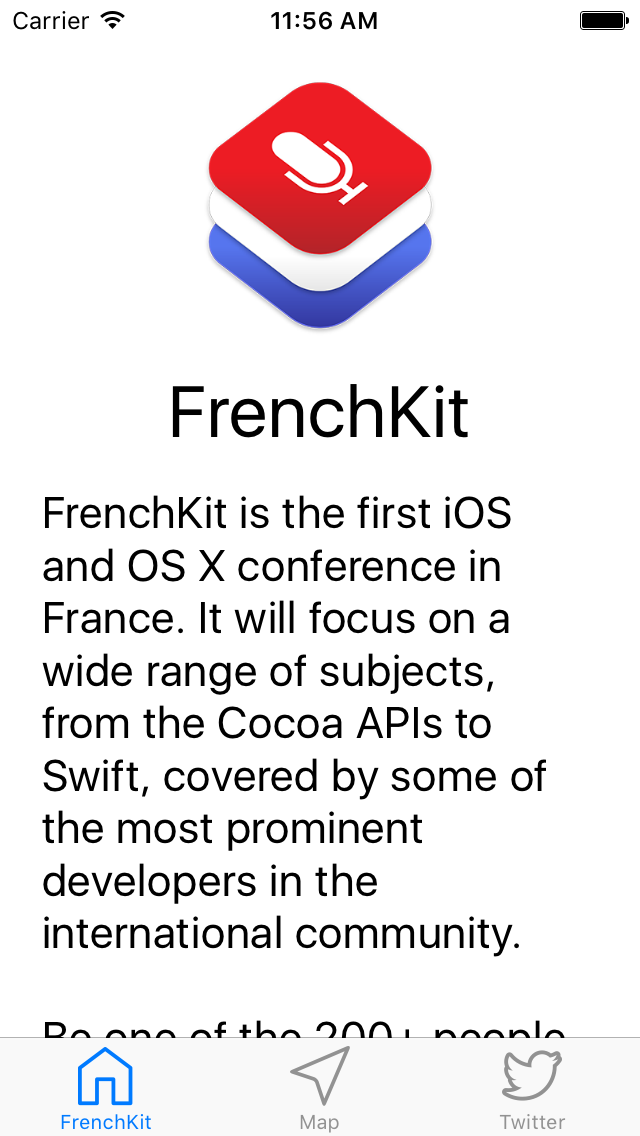 Carrier 11:56 AM
FrenchKit
FrenchKit is the first iOS
and OS X conference in
France. It will focus on a
wide range of subjects,
from the Cocoa APIs to
Swift, covered by some of
the most prominent
developers in the
international community.
Be one of the 200+ people
FrenchKit Map Twitter